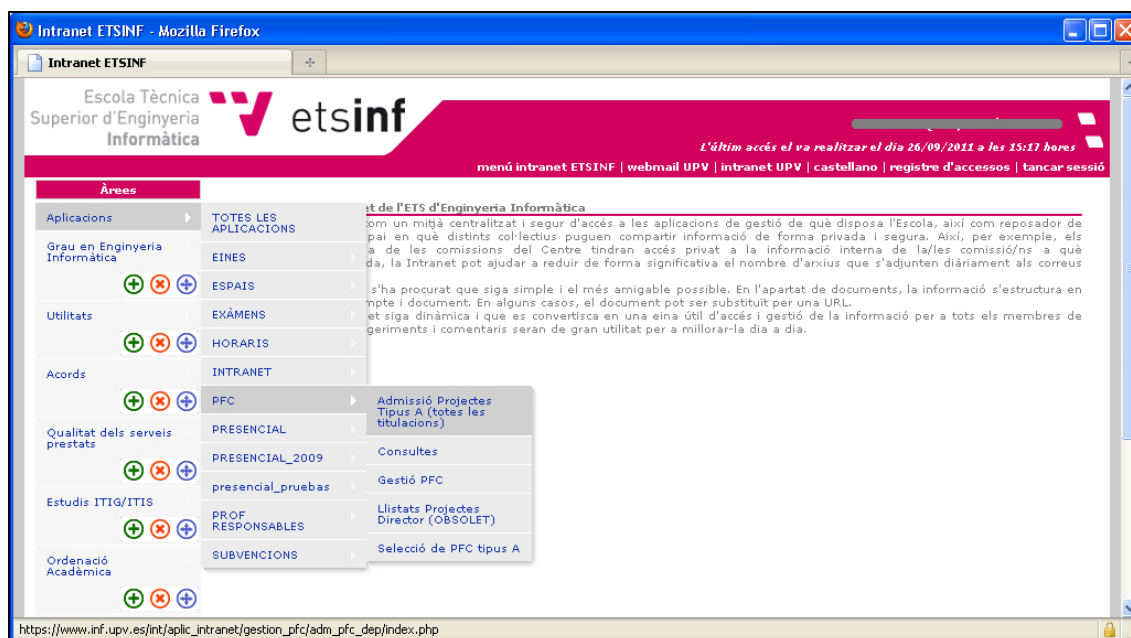 Intranet ETSINF - Mozilla Firefox
Intranet ETSINF
Escola Tècnica
Superior d'Enginyeria
Informàtica
etsinf
L'últim accés el va realitzar el dia 26/09/2011 a les 15:17 hores
menú intranet ETSINF | webmail UPV | intranet UPV | castellano | registre d'accessos | tancar sessió
Àrees
Aplicacions
Grau en Enginyeria
Informàtica
Utilitats
Acords
Qualitat dels serveis
prestats
Estudis ITIG/ITIS
Ordenació
Acadèmica
TOTES LES
APLICACIONS
EINES
ESPAIS
EXÀMENS
HORARIS
INTRANET
PFC
PRESENCIAL
PRESENCIAL_2009
presencial_pruebas
PROF
RESPONSABLES
SUBVENCIONS
Admissió Projectes
Tipus A (totes les
titulacions)
Consultes
Gestió PFC
Llistats Projectes
Director (OBSOLET)
Selecció de PFC tipus A
de l'ETS d'Enginyeria Informàtica
com un mitjà centralitzat i segur d'accés a les aplicacions de gestió de què disposa l'Escola, així com reposador de
en què distints col·lectius puguen compartir informació de forma privada i segura. Així, per exemple, els
de les comissions del Centre tindran accés privat a la informació interna de la/les comissió/ns a què
la Intranet pot ajudar a reduir de forma significativa el nombre d'arxius que s'adjunten diàriament als correus
s'ha procurat que siga simple i el més amigable possible. En l'apartat de documents, la informació s'estructura en
i document. En alguns casos, el document pot ser substituït per una URL.
siga dinàmica i que es convertisca en una eina útil d'accés i gestió de la informació per a tots els membres de
i comentaris seran de gran utilitat per a millorar-la dia a dia.
https://www.inf.upv.es/int/aplic_intranet/gestion_pfc/adm_pfc_dep/index.php